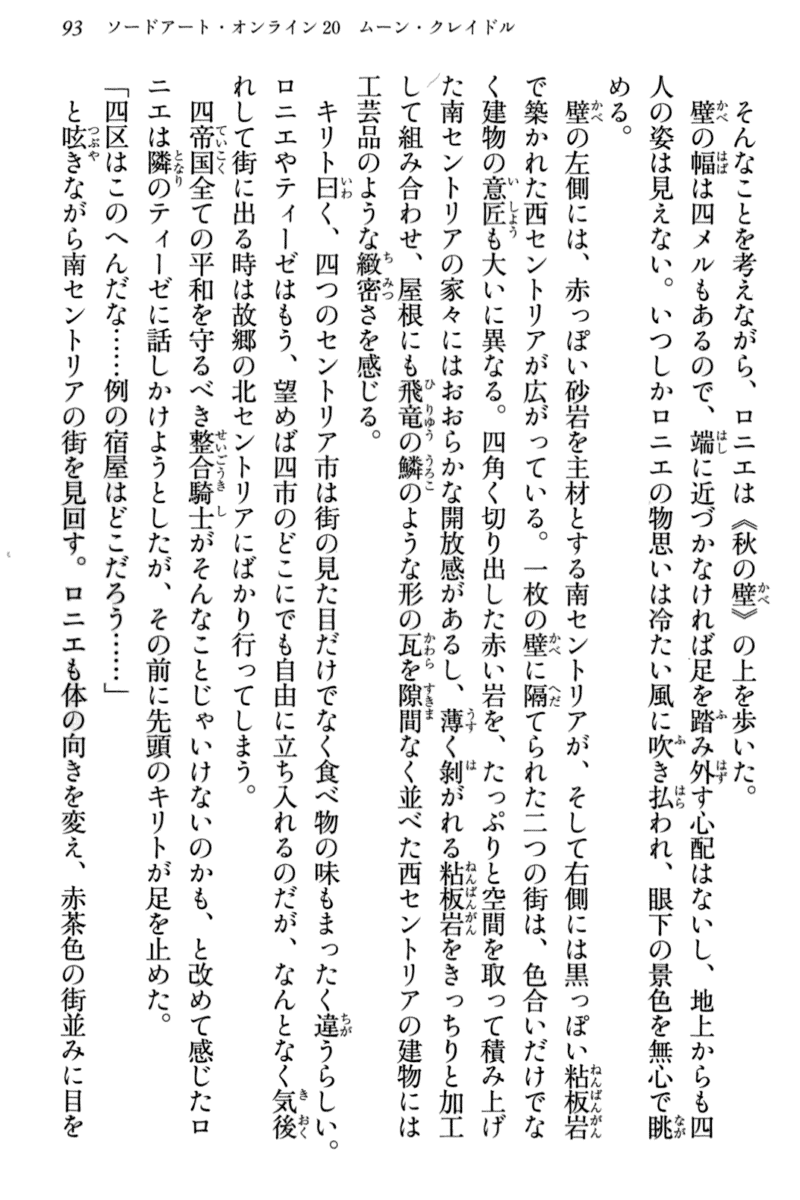 93　ソードアート・オンライン20　ムーン・クレイドル
そんなことを考えながら、ロニエは《秋の壁》の上を歩いた。
壁の幅は四メルもあるので、端に近づかなければ足を踏み外す心配はないし、地上からも四
人の姿は見えない。いつしかロニエの物思いは冷たい風に吹き払われ、眼下の景色を無心で眺
める。
壁の左側には、赤っぽい砂岩を主材とする南セントリアが、そして右側には黒っぽい粘板岩
で築かれた西セントリアが広がっている。一枚の壁に隔てられた二つの街は、色合いだけでな
く建物の意匠も大いに異なる。四角く切り出した赤い岩を、たっぷりと空間を取って積み上げ
た南セントリアの家々にはおおらかな開放感があるし、薄く剝がれる粘板岩をきっちりと加工
して組み合わせ、屋根にも飛竜の鱗のような形の瓦を隙間なく並べた西セントリアの建物には
工芸品のような緻密さを感じる。
キリト曰く、四つのセントリア市は街の見た目だけでなく食べ物の味もまったく違うらしい。
ロニエやティーゼはもう、望めば四市のどこにでも自由に立ち入れるのだが、なんとなく気後
れして街に出る時は故郷の北セントリアにばかり行ってしまう。
四帝国全ての平和を守るべき整合騎士がそんなことじゃいけないのかも、と改めて感じたロ
ニエは隣のティーゼに話しかけようとしたが、その前に先頭のキリトが足を止めた。
「四区はこのへんだな……例の宿屋はどこだろう……」
と呟きながら南セントリアの街を見回す。ロニエも体の向きを変え、赤茶色の街並みに目を